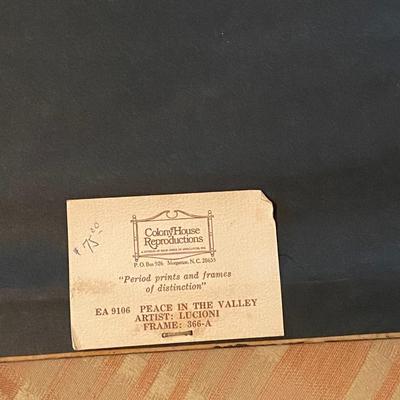 $ 75.00
Colony House
Reproductions
P. O. Box 926 Morganton, N. C. 28655
"Period prints and frames
of distinction"
EA 9106 PEACE IN THE VALLEY
ARTIST: LUCIONI
FRAME: 366-A